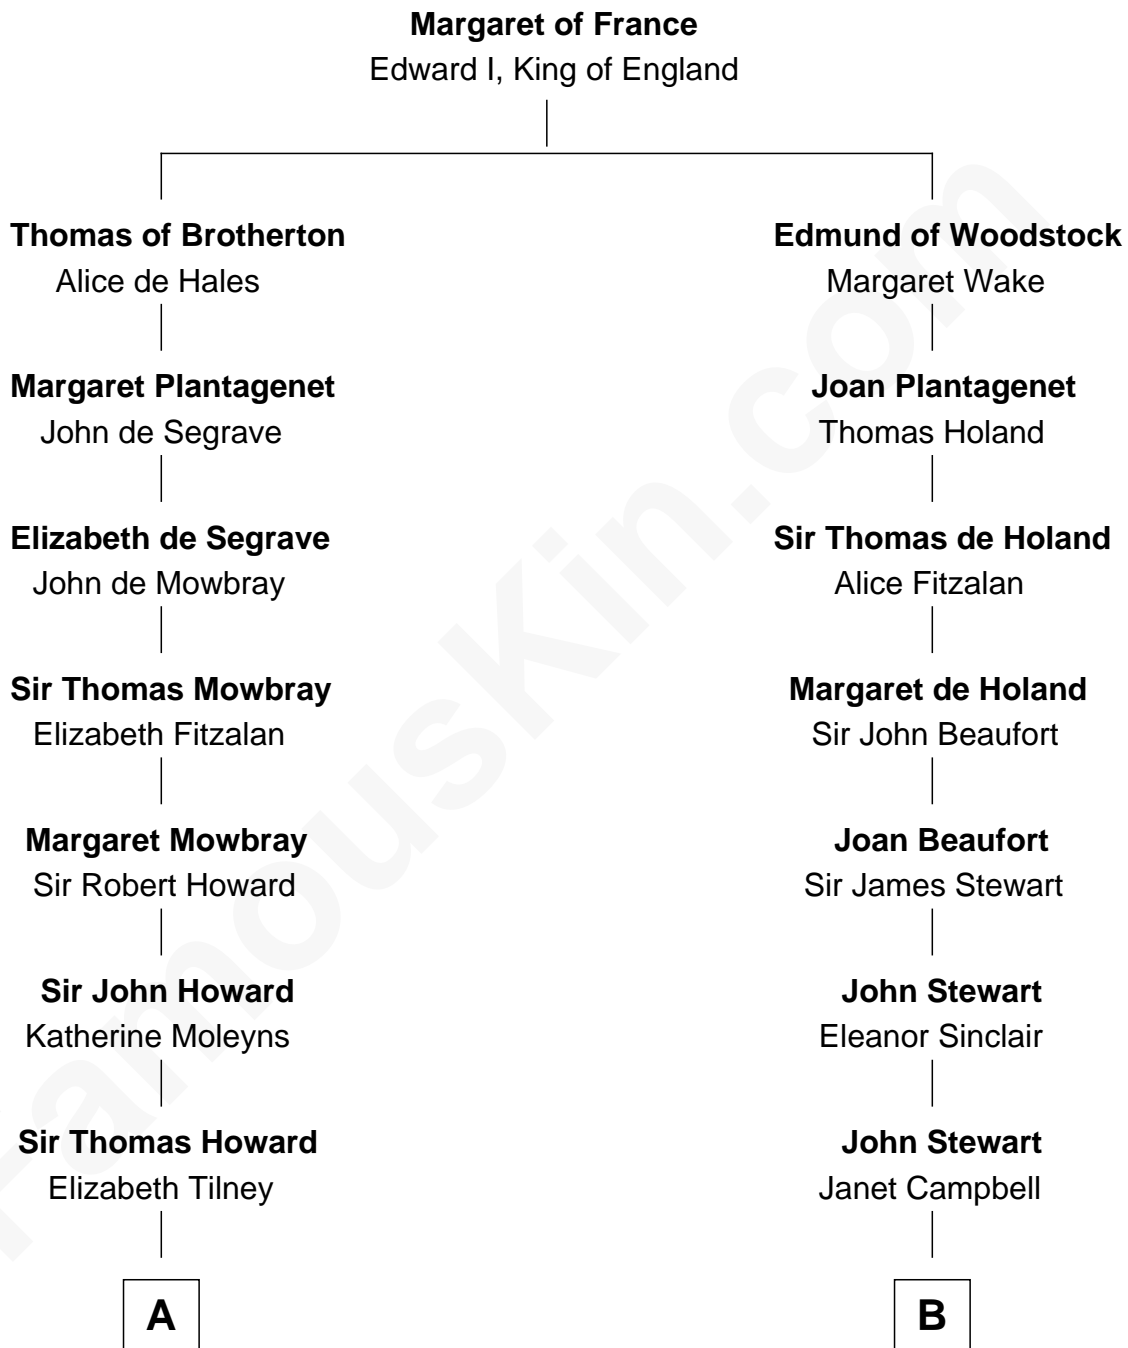 Margaret of France
Edward I, King of England
Thomas of Brotherton
Alice de Hales
Edmund of Woodstock
Margaret Wake
Margaret Plantagenet
John de Segrave
Joan Plantagenet
Thomas Holand
Elizabeth de Segrave
John de Mowbray
Sir Thomas de Holand
Alice Fitzalan
Sir Thomas Mowbray
Elizabeth Fitzalan
Margaret de Holand
Sir John Beaufort
Margaret Mowbray
Sir Robert Howard
Joan Beaufort
Sir James Stewart
Sir John Howard
Katherine Moleyns
John Stewart
Eleanor Sinclair
Sir Thomas Howard
Elizabeth Tilney
John Stewart
Janet Campbell
A
B
FamousKin.com